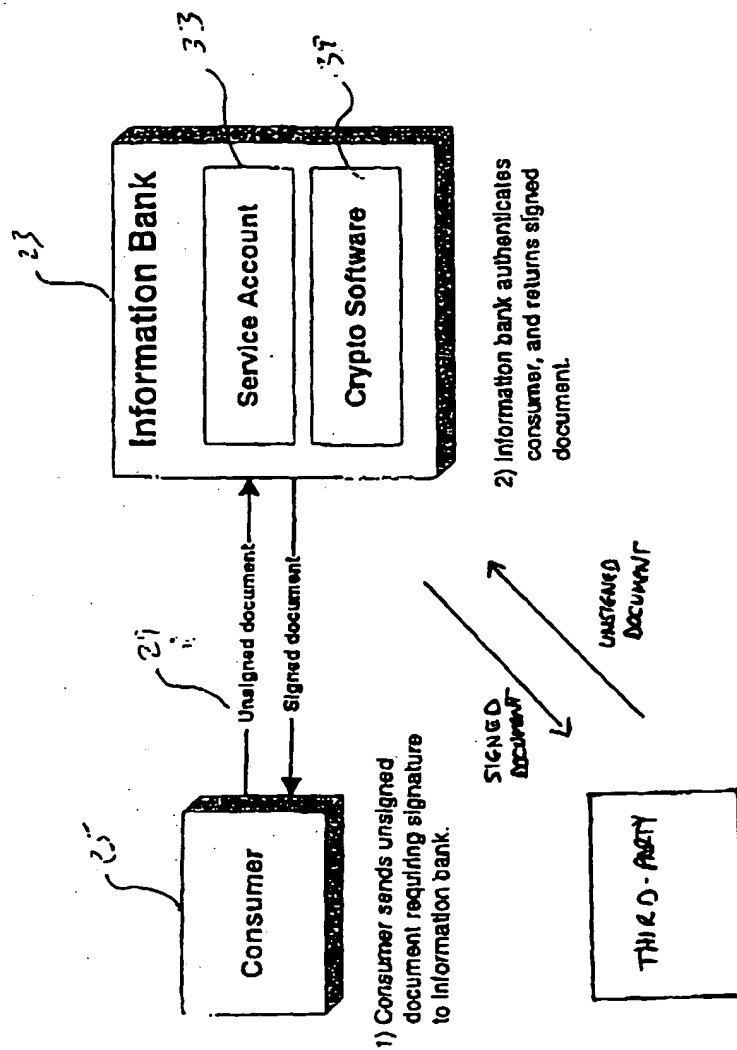 23
Information Bank
33
Service Account
39
Crypto Software
25
Consumer
Unsigned document
Signed document
1) Consumer sends unsigned
document requiring signature
to Information bank.
2) Information bank authenticates
consumer, and returns signed
document.
SIGNED
DOCUMENT
UNSIGNED
DOCUMENT
THIRD-PARTY